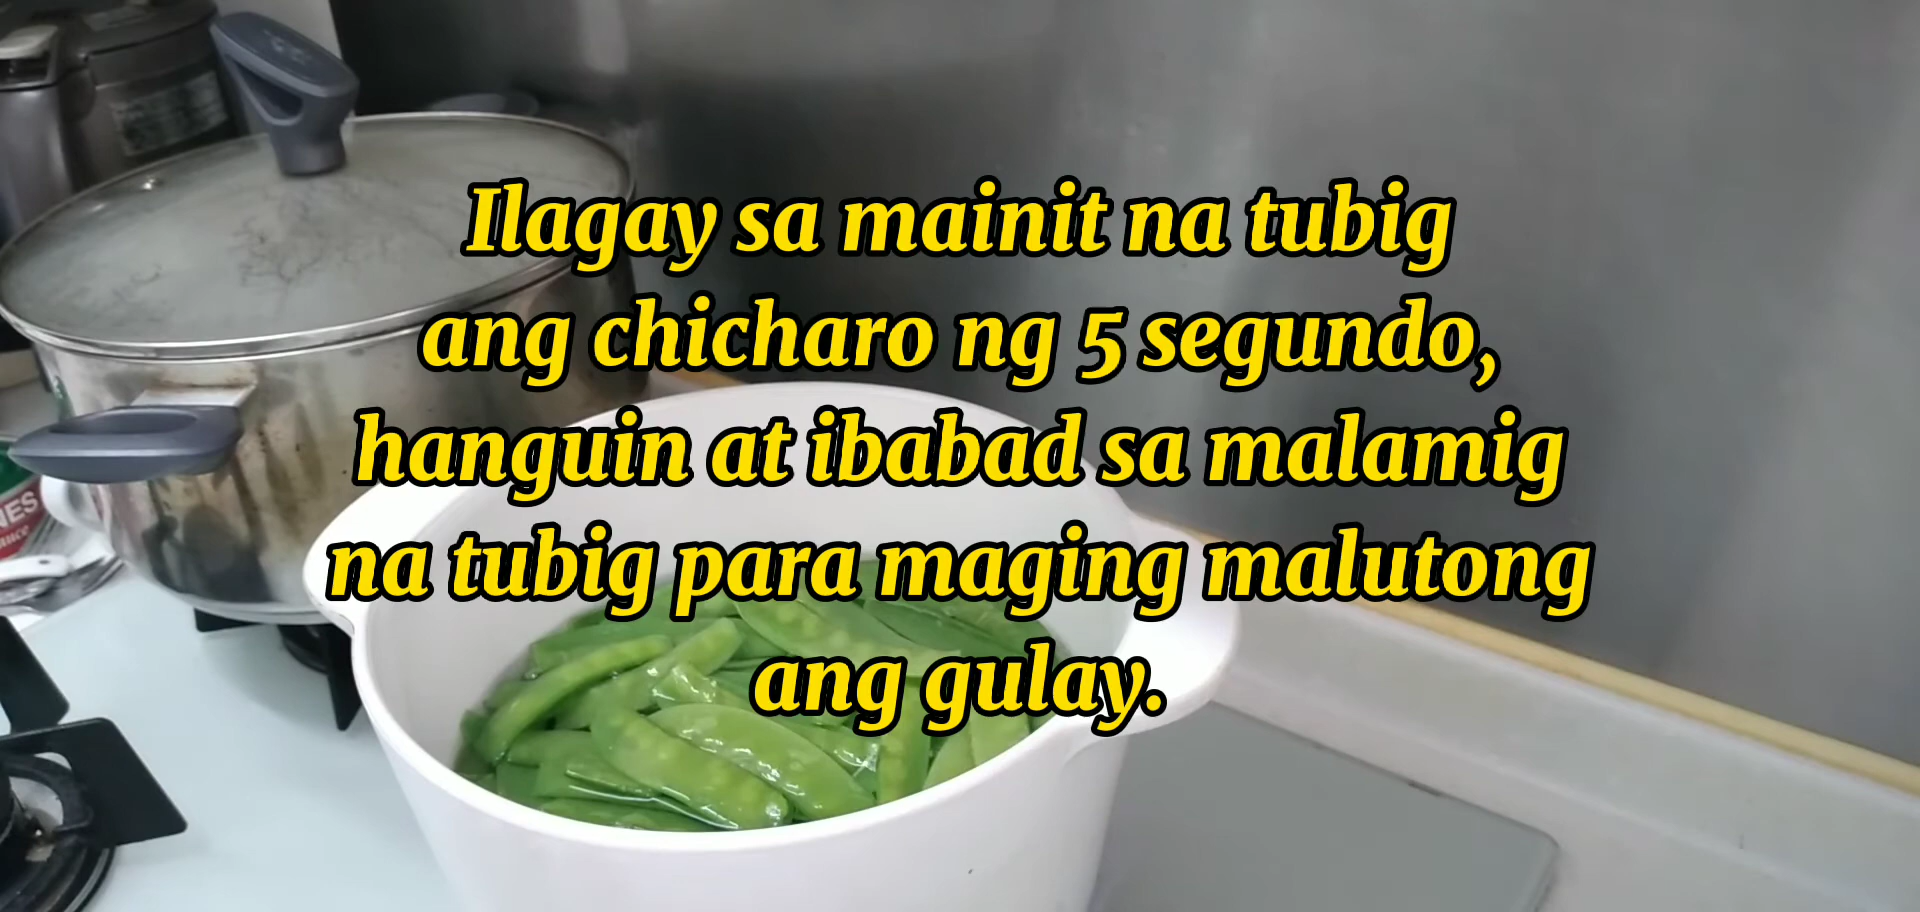 Ilagay sa mainit na tubig
ang chicharo ng 5 segundo,
hanguin at ibabad sa malamig
na tubig para maging malutong
ang gulay.